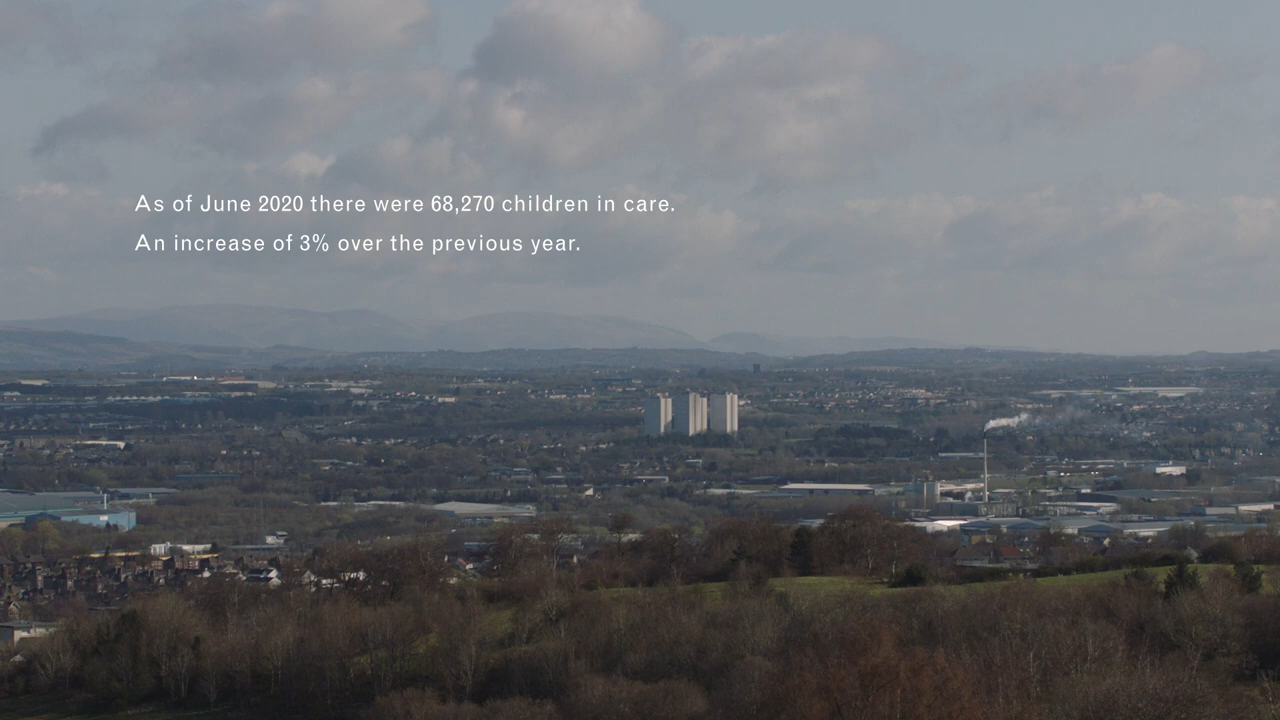 As of June 2020 there were 68,270 children in care.
An increase of 3% over the previous year.